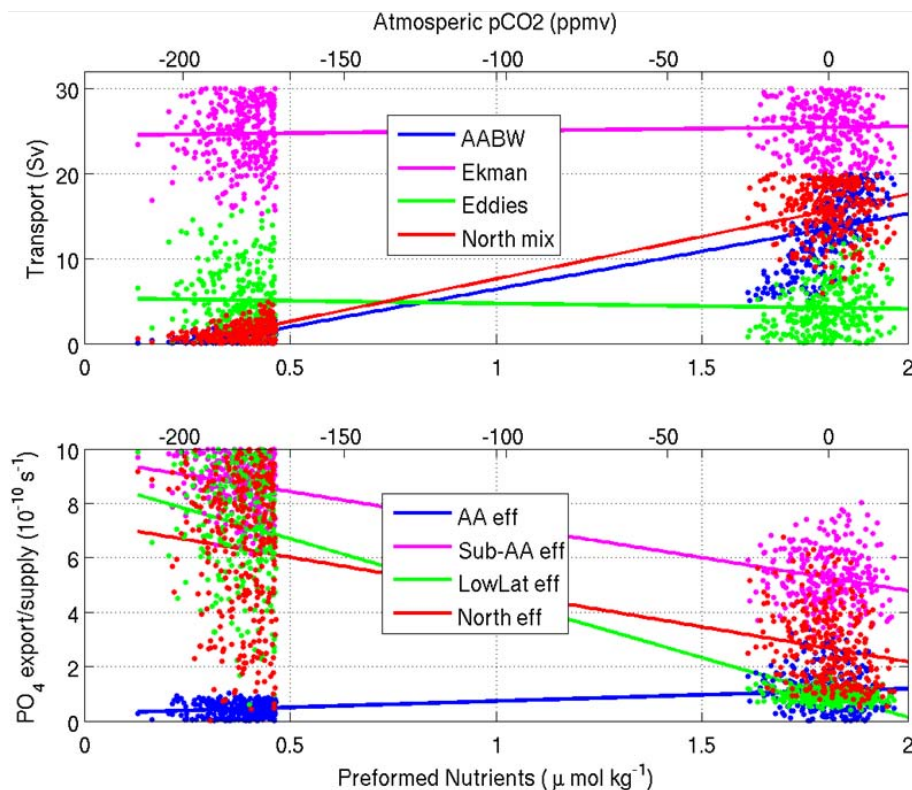 Atmosperic pCO2 (ppmv)
-200 -150 -100 -50 0
30
20
10
0
Transport (Sv)
AABW
Ekman
Eddies
North mix
0 0.5 1 1.5 2
-200 -150 -100 -50 0
10
8
6
4
2
0
PO4 export/supply (10^-10 s^-1)
AA eff
Sub-AA eff
LowLat eff
North eff
0 0.5 1 1.5 2
Preformed Nutrients ( μ mol kg^-1)